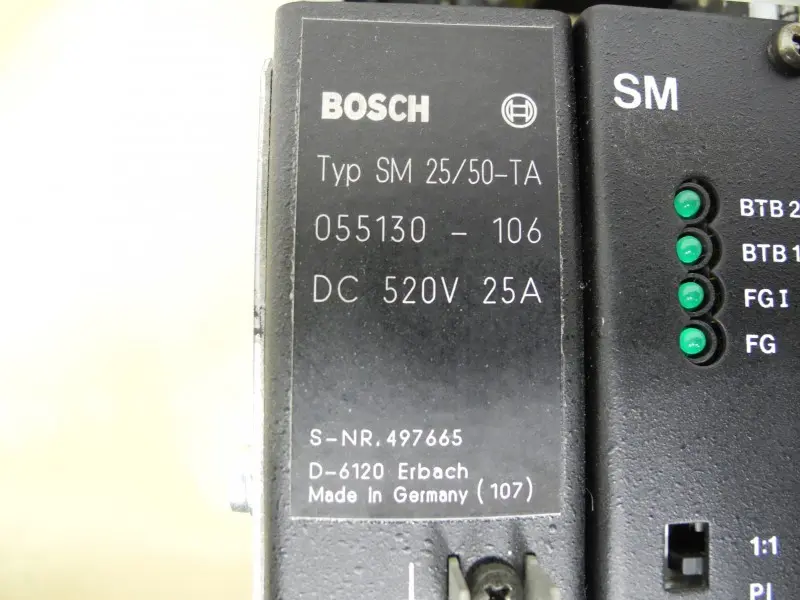 BOSCH
Typ SM 25/50-TA
055130 - 106
DC 520V 25A
S-NR. 497665
D-6120 Erbach
Made in Germany (107)
SM
BTB 2
BTB 1
FG I
FG
1:1
PI